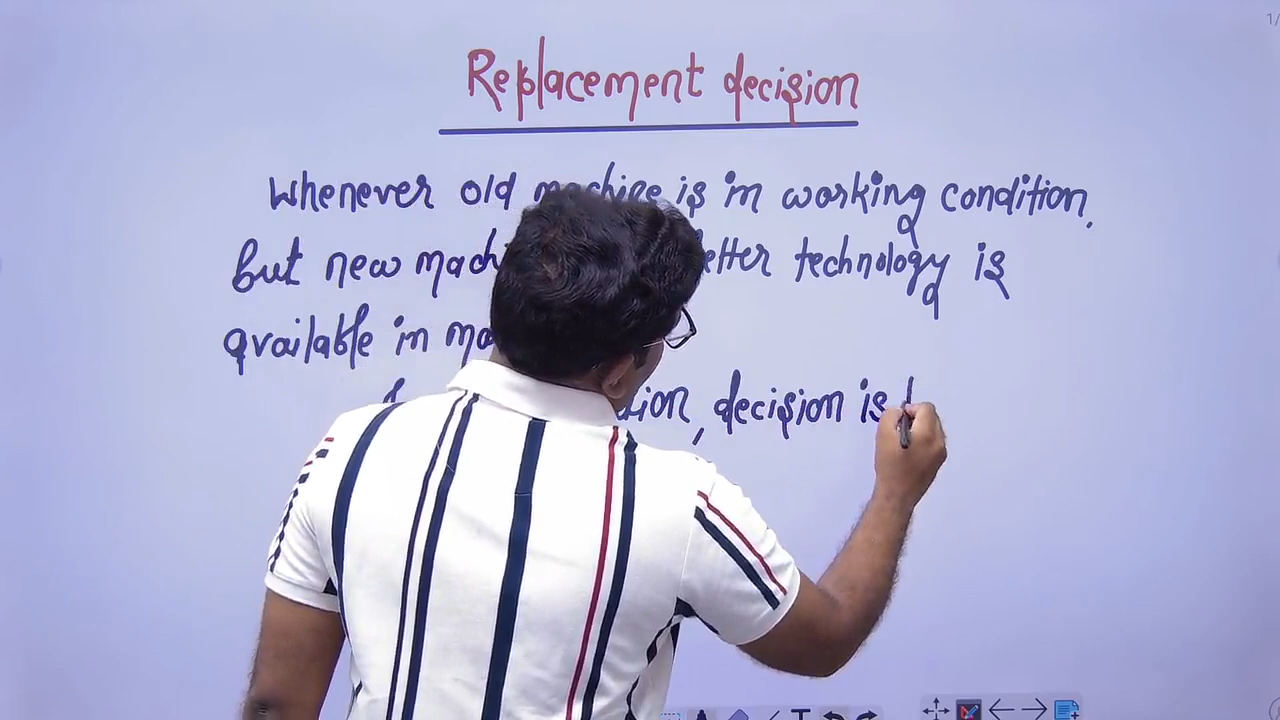 Replacement decision
Whenever old machine is in working condition,
but new mach etter technology is
available in ma
dion, decision is